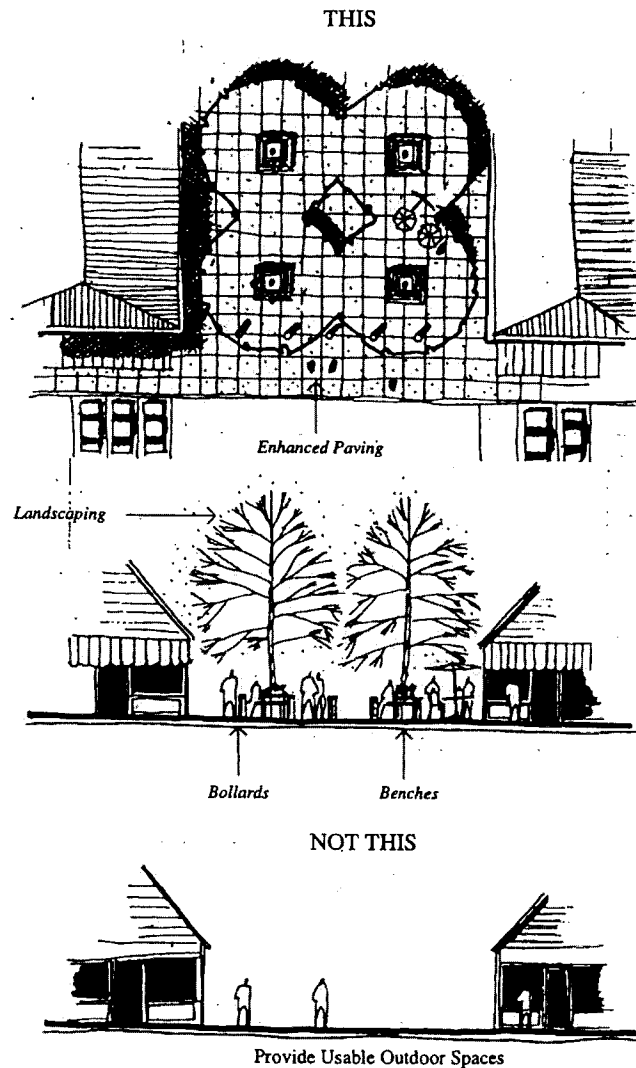 THIS
Enhanced Paving
Landscaping
Bollards
Benches
NOT THIS
Provide Usable Outdoor Spaces